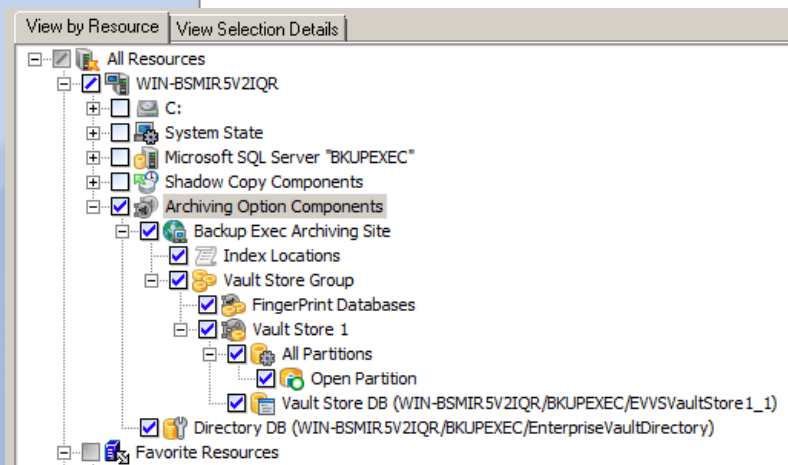 View by Resource View Selection Details
All Resources
WIN-BSMIR5V2IQR
C:
System State
Microsoft SQL Server "BKUPEXEC"
Shadow Copy Components
Archiving Option Components
Backup Exec Archiving Site
Index Locations
Vault Store Group
FingerPrint Databases
Vault Store 1
All Partitions
Open Partition
Vault Store DB (WIN-BSMIR5V2IQR/BKUPEXEC/EVVSVaultStore1_1)
Directory DB (WIN-BSMIR5V2IQR/BKUPEXEC/EnterpriseVaultDirectory)
Favorite Resources